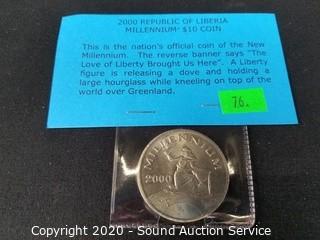 2000 REPUBLIC OF LIBERIA
MILLENNIUM" $10 COIN
This is the nation's official coin of the New
Millennium. The reverse banner says "The
Love of Liberty Brought Us Here". A Liberty
figure is releasing a dove and holding a
large hourglass while kneeling on top of the
world over Greenland.
76.
MILLENNIUM
2000
Copyright 2020 - Sound Auction Service